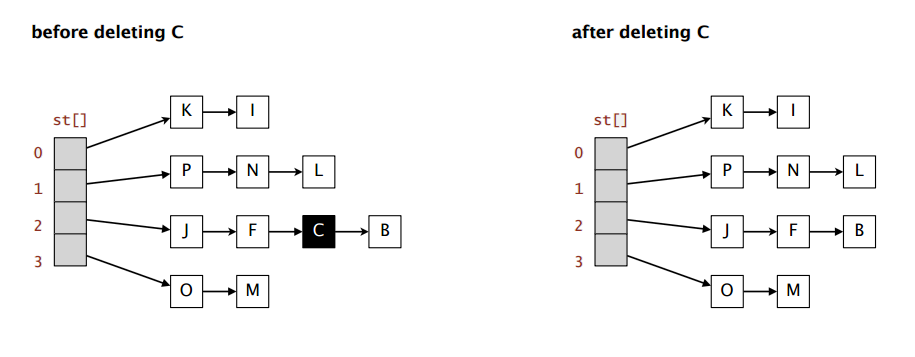 before deleting C
after deleting C
st[]
0
1
2
3
K I
P N L
J F C B
O M
st[]
0
1
2
3
K I
P N L
J F B
O M